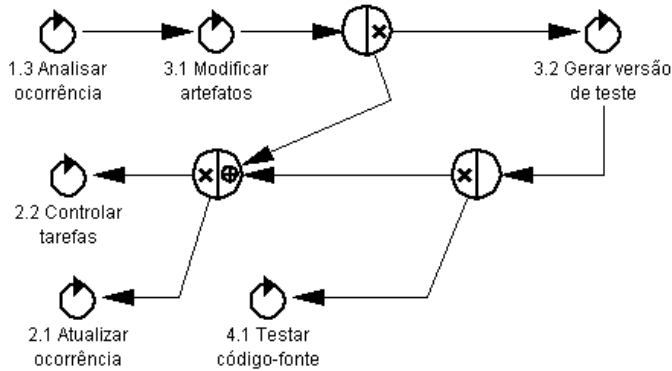 1.3 Analisar
ocorrência
3.1 Modificar
artefatos
3.2 Gerar versão
de teste
2.2 Controlar
tarefas
2.1 Atualizar
ocorrência
4.1 Testar
código-fonte